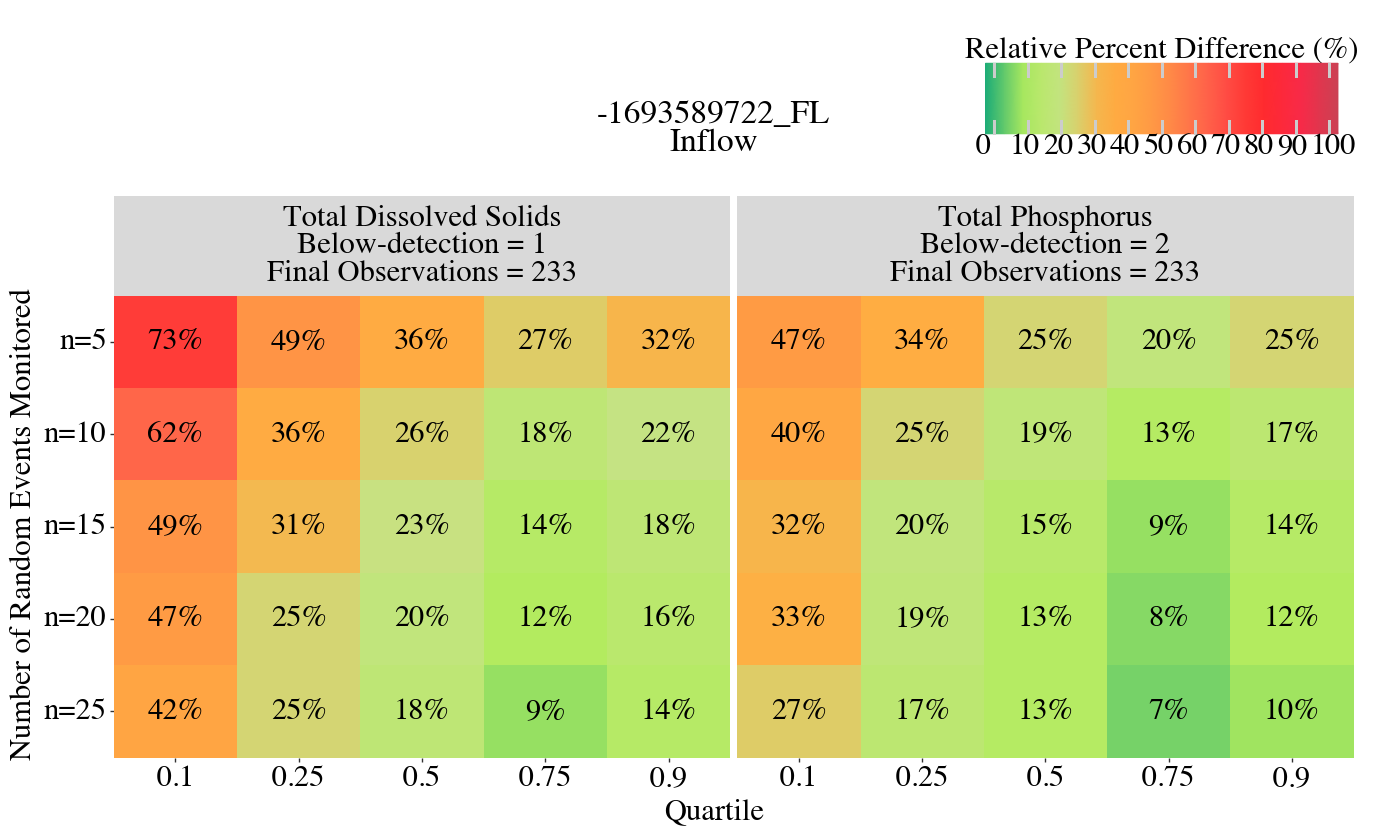 Relative Percent Difference (%)
0 10 20 30 40 50 60 70 80 90 100
-1693589722_FL
Inflow
Total Dissolved Solids
Below-detection = 1
Final Observations = 233
Total Phosphorus
Below-detection = 2
Final Observations = 233
Number of Random Events Monitored
n=5 73% 49% 36% 27% 32% 47% 34% 25% 20% 25%
n=10 62% 36% 26% 18% 22% 40% 25% 19% 13% 17%
n=15 49% 31% 23% 14% 18% 32% 20% 15% 9% 14%
n=20 47% 25% 20% 12% 16% 33% 19% 13% 8% 12%
n=25 42% 25% 18% 9% 14% 27% 17% 13% 7% 10%
0.1 0.25 0.5 0.75 0.9 0.1 0.25 0.5 0.75 0.9
Quartile